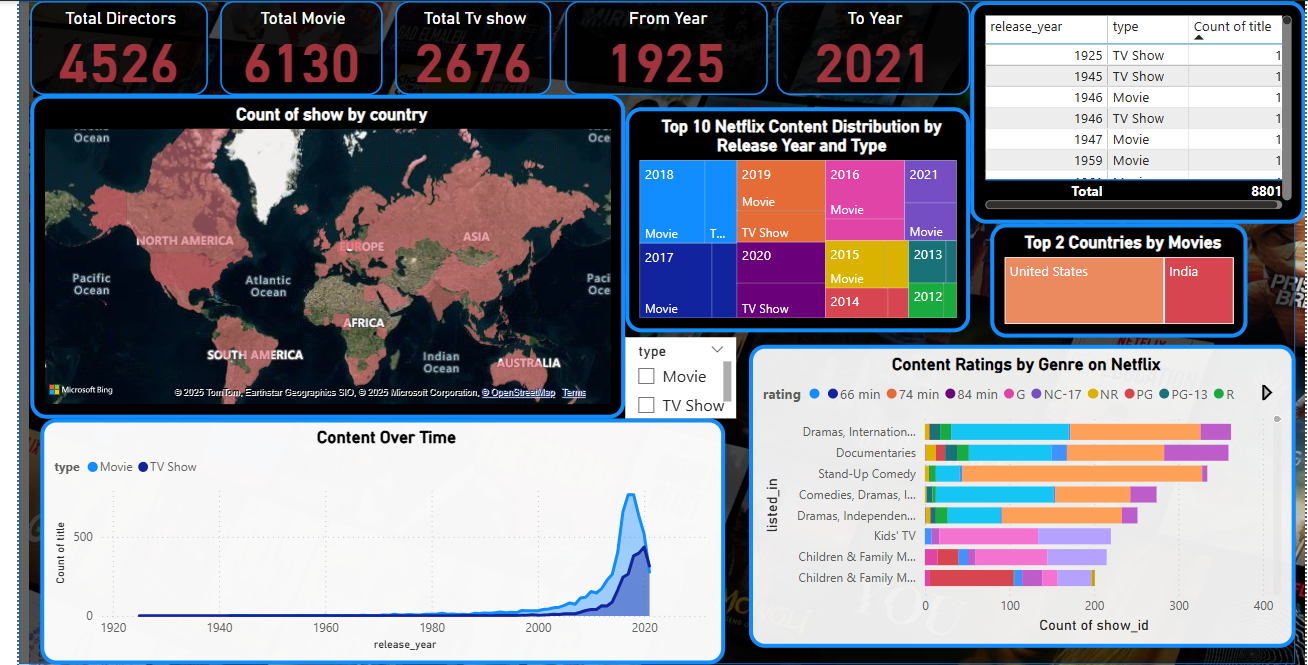 Total Directors
4526
Total Movie
6130
Total Tv show
2676
From Year
1925
To Year
2021
release_year type Count of title
1925 TV Show 1
1945 TV Show 1
1946 Movie 1
1946 TV Show 1
1947 Movie 1
1959 Movie 1
Total 8801
Count of show by country
Arctic
Ocean
NORTH AMERICA
EUROPE
ASIA
Pacific
Ocean
Atlantic
Ocean
AFRICA
SOUTH AMERICA
Indian
Ocean
AUSTRALIA
Microsoft Bing
© 2025 TomTom, Earthstar Geographics SIO, © 2025 Microsoft Corporation, © OpenStreetMap Terms
Top 10 Netflix Content Distribution by
Release Year and Type
2018
Movie
T...
2019
Movie
TV Show
2016
Movie
2021
Movie
2017
Movie
2020
TV Show
2015
Movie
2014
2013
2012
Top 2 Countries by Movies
United States
India
type
Movie
TV Show
Content Over Time
type Movie TV Show
Count of title
500
0
1920 1940 1960 1980 2000 2020
release_year
Content Ratings by Genre on Netflix
rating 66 min 74 min 84 min G NC-17 NR PG PG-13 R
listed_in
Dramas, Internation...
Documentaries
Stand-Up Comedy
Comedies, Dramas, I...
Dramas, Independen...
Kids' TV
Children & Family M...
Children & Family M...
0 100 200 300 400
Count of show_id